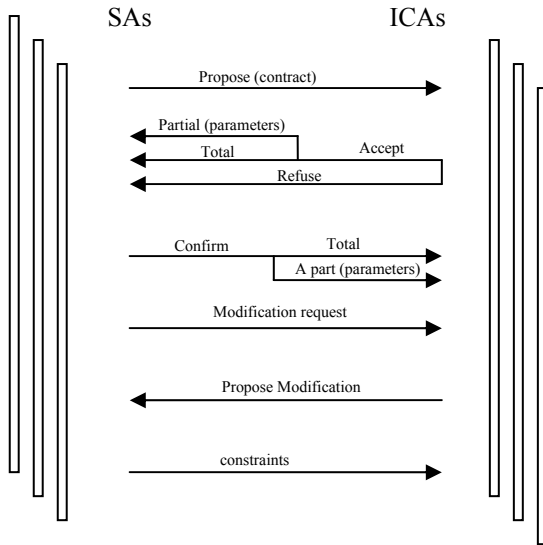 SAs ICAs
Propose (contract)
Partial (parameters)
Total Accept
Refuse
Confirm Total
A part (parameters)
Modification request
Propose Modification
constraints